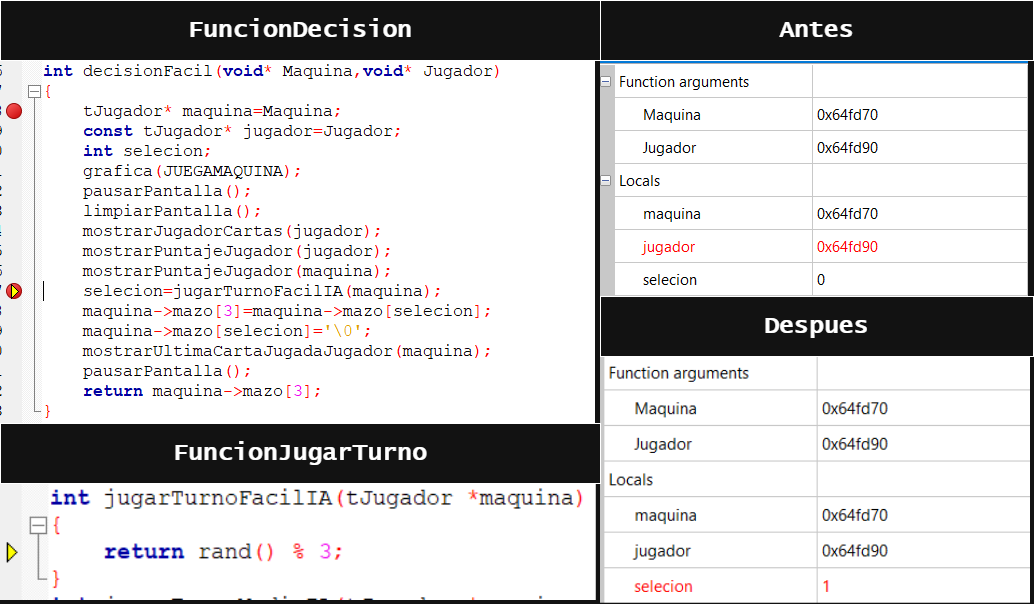 FuncionDecision
int decisionFacil(void* Maquina,void* Jugador)
{
tJugador* maquina=Maquina;
const tJugador* jugador=Jugador;
int selecion;
grafica(JUEGAMAQUINA);
pausarPantalla();
limpiarPantalla();
mostrarJugadorCartas(jugador);
mostrarPuntajeJugador(jugador);
mostrarPuntajeJugador(maquina);
selecion=jugarTurnoFacilIA(maquina);
maquina->mazo[3]=maquina->mazo[selecion];
maquina->mazo[selecion]='\0';
mostrarUltimaCartaJugadaJugador(maquina);
pausarPantalla();
return maquina->mazo[3];
}
FuncionJugarTurno
int jugarTurnoFacilIA(tJugador *maquina)
{
return rand() % 3;
}
Antes
Function arguments
Maquina 0x64fd70
Jugador 0x64fd90
Locals
maquina 0x64fd70
jugador 0x64fd90
selecion 0
Despues
Function arguments
Maquina 0x64fd70
Jugador 0x64fd90
Locals
maquina 0x64fd70
jugador 0x64fd90
selecion 1